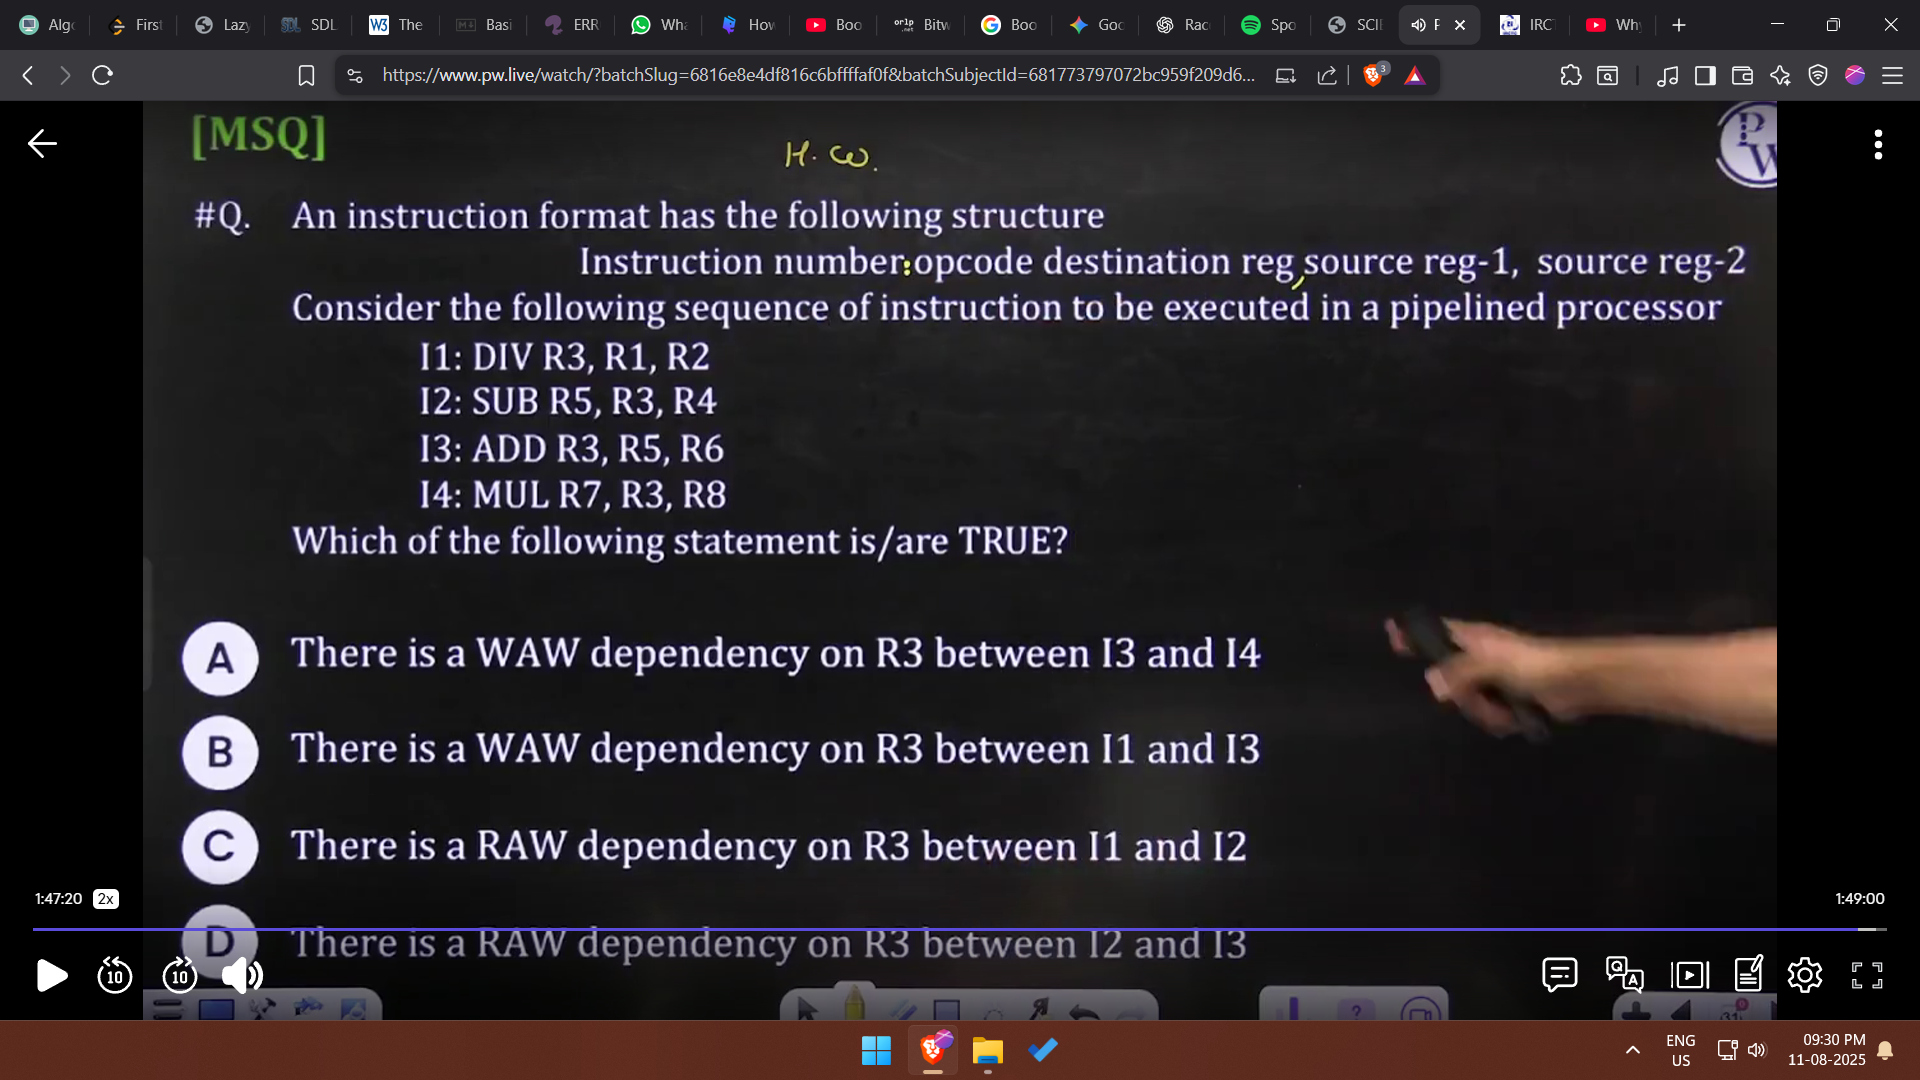 Algo
First
Lazy
SDL
The
Basi
ERR
Wha
How
Boo
Bitw
Boo
Goo
Rac
Spo
SCIE
F
IRCT
Why
https://www.pw.live/watch/?batchSlug=6816e8e4df816c6bffffaf0f&batchSubjectId=681773797072bc959f209d6...
3
[MSQ]
H.W.
PW
#Q. An instruction format has the following structure
Instruction number:opcode destination reg,source reg-1, source reg-2
Consider the following sequence of instruction to be executed in a pipelined processor
I1: DIV R3, R1, R2
I2: SUB R5, R3, R4
I3: ADD R3, R5, R6
I4: MUL R7, R3, R8
Which of the following statement is/are TRUE?
A There is a WAW dependency on R3 between I3 and I4
B There is a WAW dependency on R3 between I1 and I3
C There is a RAW dependency on R3 between I1 and I2
1:47:20 2x 1:49:00
D There is a RAW dependency on R3 between I2 and I3
10 10
ENG
US
09:30 PM
11-08-2025